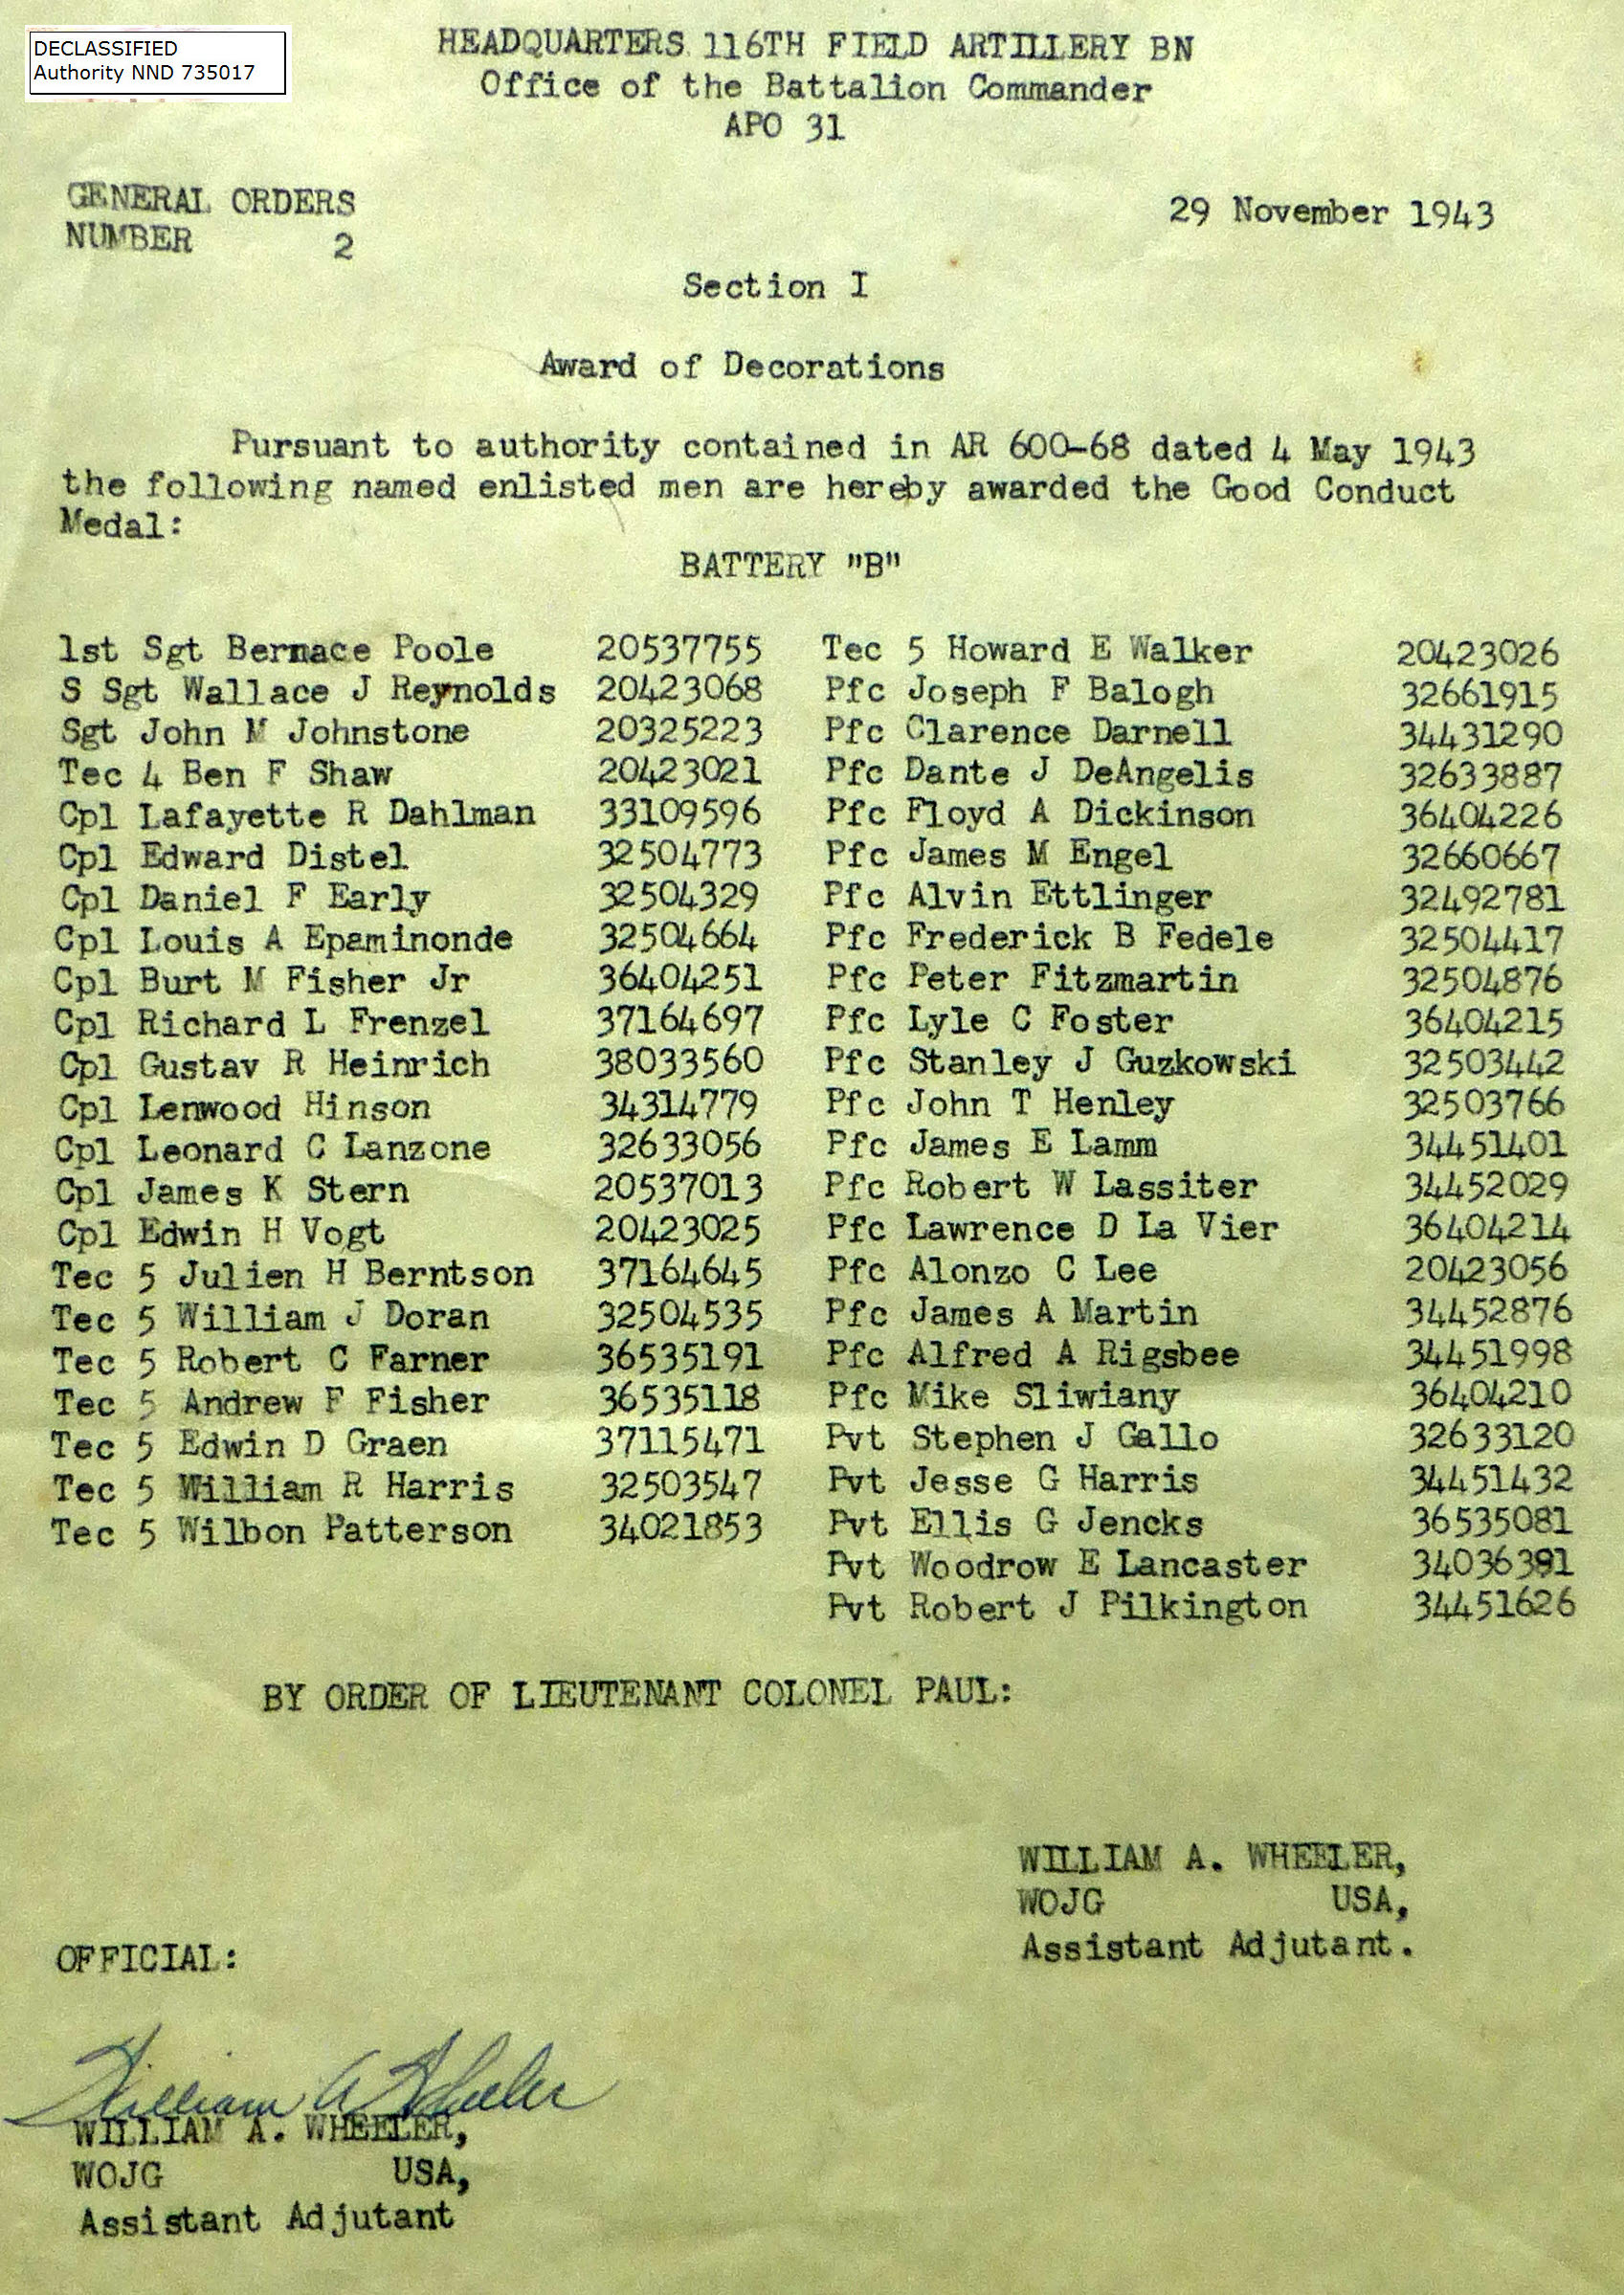 DECLASSIFIED
Authority NND 735017
HEADQUARTERS 116TH FIELD ARTILLERY BN
Office of the Battalion Commander
APO 31
GENERAL ORDERS
NUMBER 2
29 November 1943
Section I
Award of Decorations
Pursuant to authority contained in AR 600-68 dated 4 May 1943
the following named enlisted men are hereby awarded the Good Conduct
Medal:
BATTERY "B"
1st Sgt Bernace Poole 20537755
S Sgt Wallace J Reynolds 20423068
Sgt John M Johnstone 20325223
Tec 4 Ben F Shaw 20423021
Cpl Lafayette R Dahlman 33109596
Cpl Edward Distel 32504773
Cpl Daniel F Early 32504329
Cpl Louis A Epaminonde 32504664
Cpl Burt M Fisher Jr 36404251
Cpl Richard L Frenzel 37164697
Cpl Gustav R Heinrich 38033560
Cpl Lenwood Hinson 34314779
Cpl Leonard C Lanzone 32633056
Cpl James K Stern 20537013
Cpl Edwin H Vogt 20423025
Tec 5 Julien H Berntson 37164645
Tec 5 William J Doran 32504535
Tec 5 Robert C Farner 36535191
Tec 5 Andrew F Fisher 36535118
Tec 5 Edwin D Graen 37115471
Tec 5 William R Harris 32503547
Tec 5 Wilbon Patterson 34021853
Tec 5 Howard E Walker 20423026
Pfc Joseph F Balogh 32661915
Pfc Clarence Darnell 34431290
Pfc Dante J DeAngelis 32633887
Pfc Floyd A Dickinson 36404226
Pfc James M Engel 32660667
Pfc Alvin Ettlinger 32492781
Pfc Frederick B Fedele 32504417
Pfc Peter Fitzmartin 32504876
Pfc Lyle C Foster 36404215
Pfc Stanley J Guzkowski 32503442
Pfc John T Henley 32503766
Pfc James E Lamm 34451401
Pfc Robert W Lassiter 34452029
Pfc Lawrence D La Vier 36404214
Pfc Alonzo C Lee 20423056
Pfc James A Martin 34452876
Pfc Alfred A Rigsbee 34451998
Pfc Mike Sliwiany 36404210
Pvt Stephen J Gallo 32633120
Pvt Jesse G Harris 34451432
Pvt Ellis G Jencks 36535081
Pvt Woodrow E Lancaster 34036391
Pvt Robert J Pilkington 34451626
BY ORDER OF LIEUTENANT COLONEL PAUL:
WILLIAM A. WHEELER,
WOJG USA,
Assistant Adjutant.
OFFICIAL:
William A Wheeler
WILLIAM A. WHEELER,
WOJG USA,
Assistant Adjutant